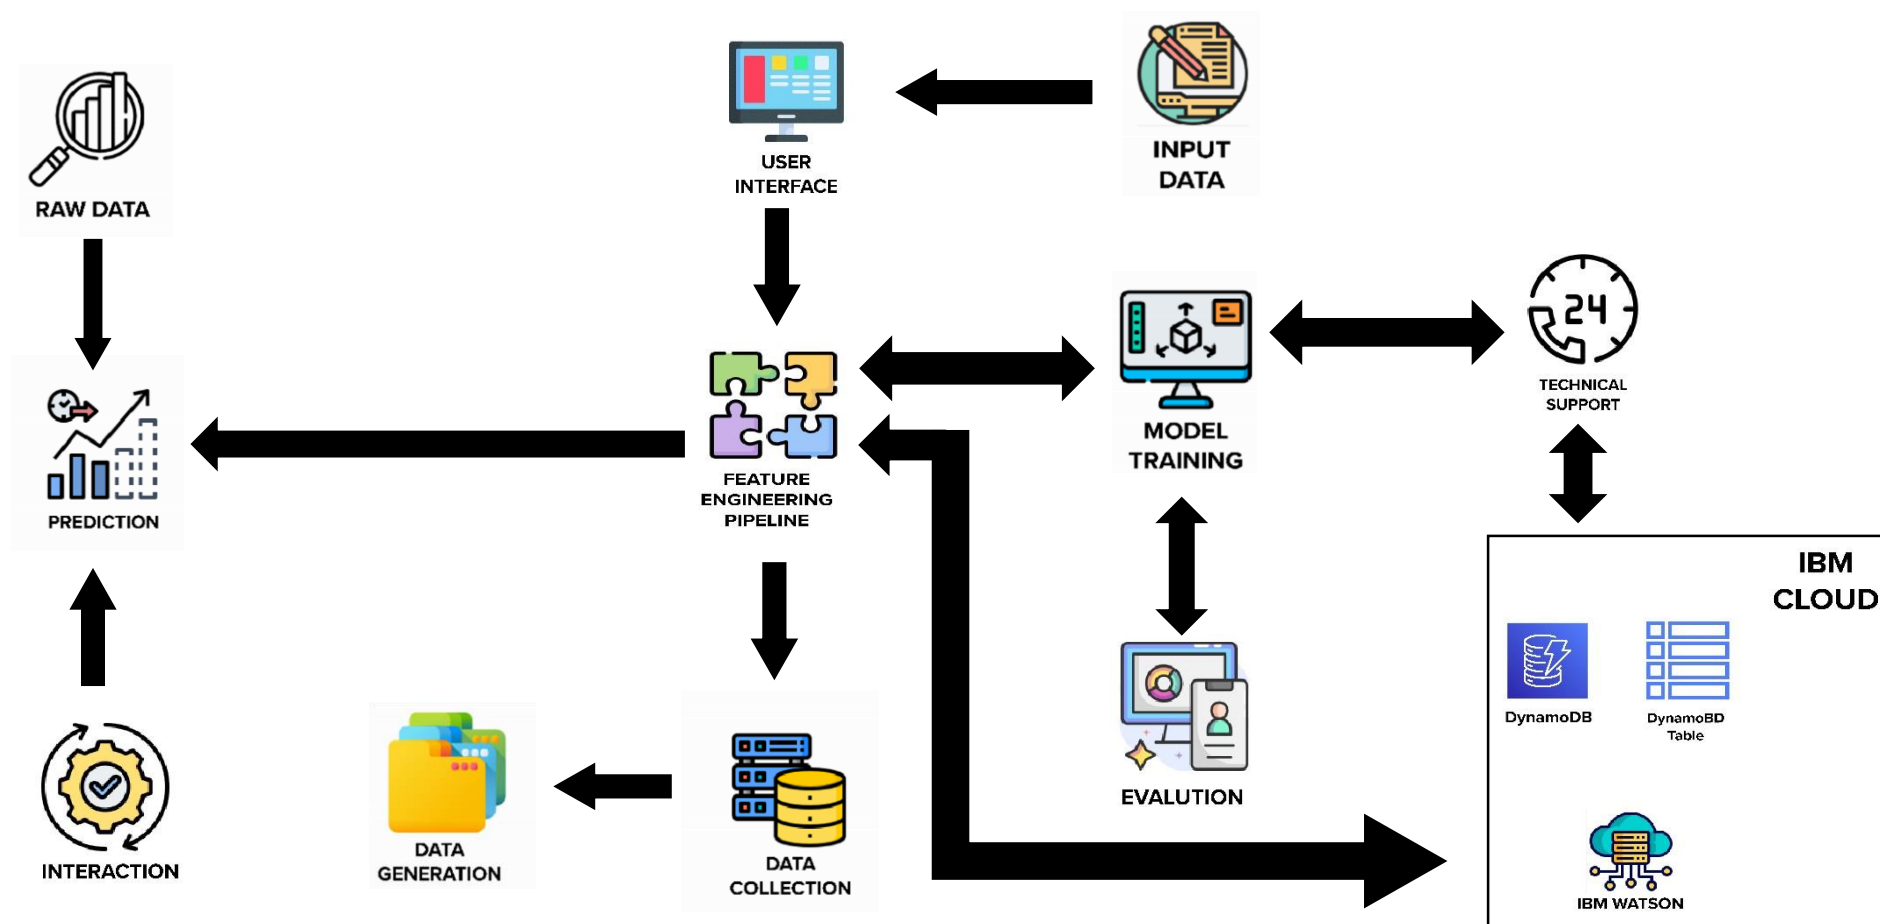 RAW DATA
USER
INTERFACE
INPUT
DATA
24
TECHNICAL
SUPPORT
MODEL
TRAINING
PREDICTION
FEATURE
ENGINEERING
PIPELINE
IBM
CLOUD
DynamoDB
DynamoBD
Table
EVALUTION
INTERACTION
DATA
GENERATION
DATA
COLLECTION
IBM WATSON